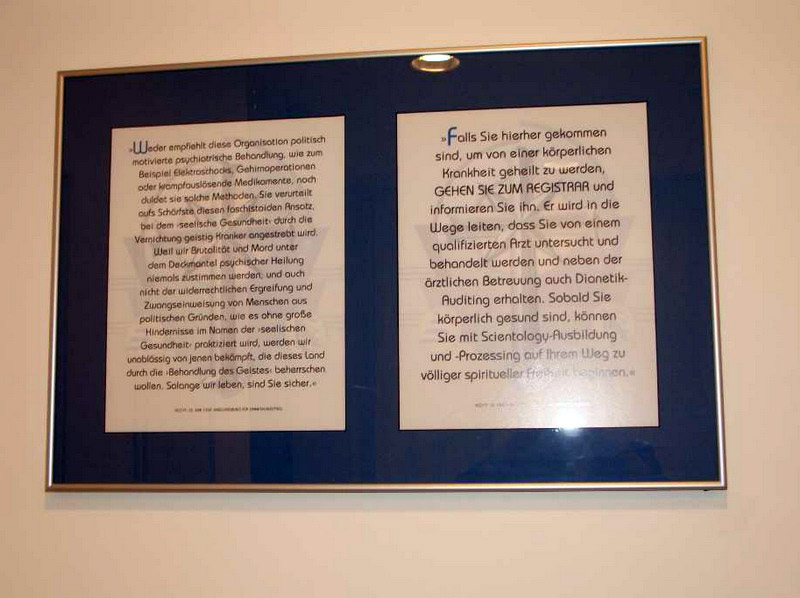 »Weder empfiehlt diese Organisation politisch
motivierte psychiatrische Behandlung, wie zum
Beispiel Elektroschocks, Gehirnoperationen
oder krampfauslösende Medikamente, noch
duldet sie solche Methoden. Sie verurteilt
aufs Schärfste diesen faschistoiden Ansatz,
bei dem ›seelische Gesundheit‹ durch die
Vernichtung geistig Kranker angestrebt wird.
Weil wir Brutalität und Mord unter
dem Deckmantel psychischer Heilung
niemals zustimmen werden, und auch
nicht der widerrechtlichen Ergreifung und
Zwangseinweisung von Menschen aus
politischen Gründen, wie es ohne große
Hindernisse im Namen der ›seelischen
Gesundheit‹ praktiziert wird, werden wir
unablässig von jenen bekämpft, die dieses Land
durch die ›Behandlung des Geistes‹ beherrschen
wollen. Solange wir leben, sind Sie sicher.«
»Falls Sie hierher gekommen
sind, um von einer körperlichen
Krankheit geheilt zu werden,
GEHEN SIE ZUM REGISTRAR und
informieren Sie ihn. Er wird in die
Wege leiten, dass Sie von einem
qualifizierten Arzt untersucht und
behandelt werden und neben der
ärztlichen Betreuung auch Dianetik-
Auditing erhalten. Sobald Sie
körperlich gesund sind, können
Sie mit Scientology-Ausbildung
und -Prozessing auf Ihrem Weg zu
völliger spiritueller Freiheit beginnen.«